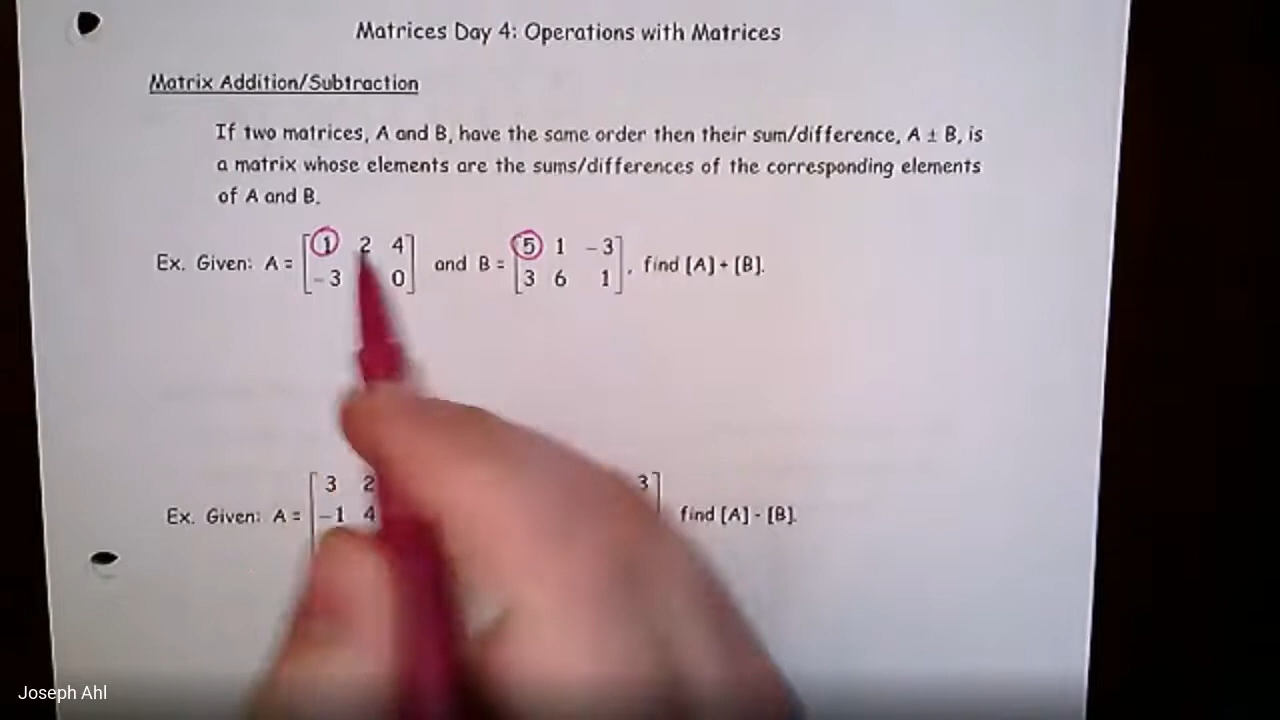 Matrices Day 4: Operations with Matrices
Matrix Addition/Subtraction
If two matrices, A and B, have the same order then their sum/difference, A ± B, is
a matrix whose elements are the sums/differences of the corresponding elements
of A and B.
Ex. Given: A = [1 2 4 and B = [5 1 -3], find [A] + [B].
-3 0] 3 6 1
Ex. Given: A = [3 2 3] find [A] - [B].
-1 4
Joseph Ahl